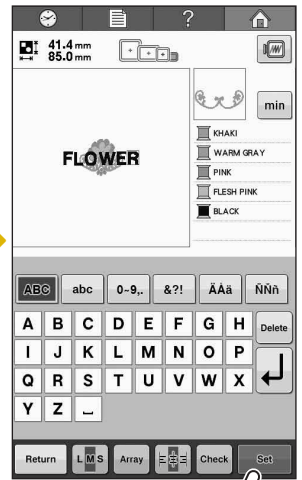 ?
41.4 mm
85.0 mm
min
KHAKI
WARM GRAY
PINK
FLESH PINK
BLACK
FLOWER
ABC abc 0~9,. &?! ÄÀä ÑÑñ
A B C D E F G H Delete
I J K L M N O P
Q R S T U V W X
Y Z
Return L M S Array Check Set